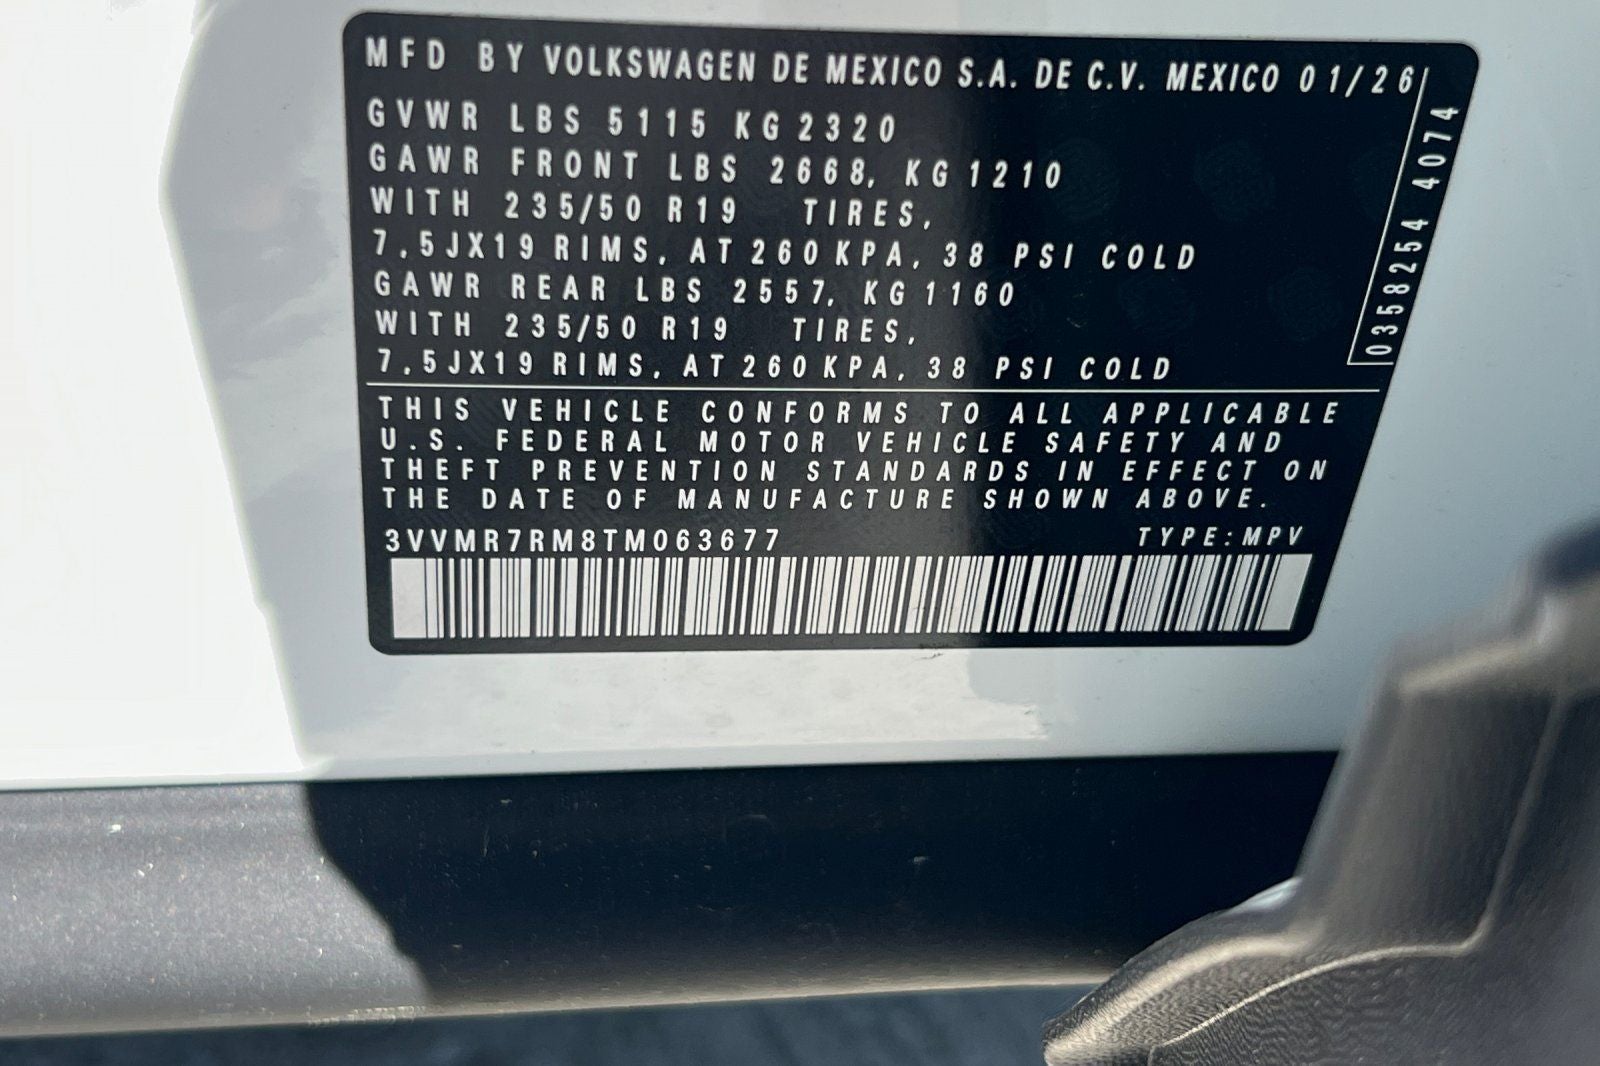 MFD BY VOLKSWAGEN DE MEXICO S.A. DE C.V. MEXICO 01/26
GVWR LBS 5115 KG 2320
GAWR FRONT LBS 2668, KG 1210
WITH 235/50 R19 TIRES,
7,5JX19 RIMS, AT 260 KPA, 38 PSI COLD
GAWR REAR LBS 2557, KG 1160
WITH 235/50 R19 TIRES,
7,5JX19 RIMS, AT 260 KPA, 38 PSI COLD
0358254 4074
THIS VEHICLE CONFORMS TO ALL APPLICABLE
U.S. FEDERAL MOTOR VEHICLE SAFETY AND
THEFT PREVENTION STANDARDS IN EFFECT ON
THE DATE OF MANUFACTURE SHOWN ABOVE.
3VVMR7RM8TM063677 TYPE: MPV